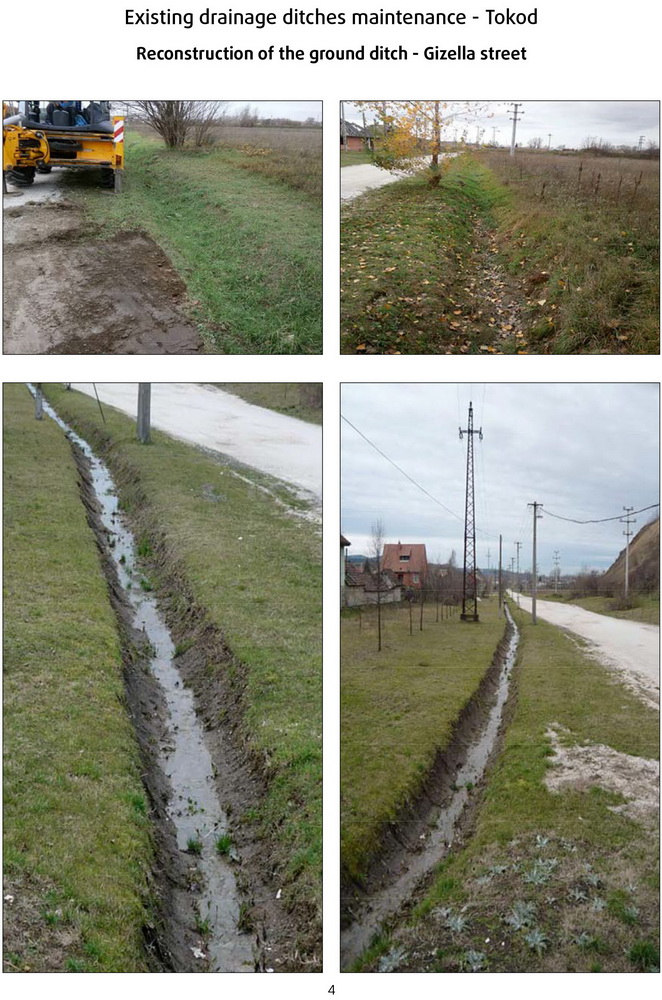 Existing drainage ditches maintenance - Tokod
Reconstruction of the ground ditch - Gizella street
4